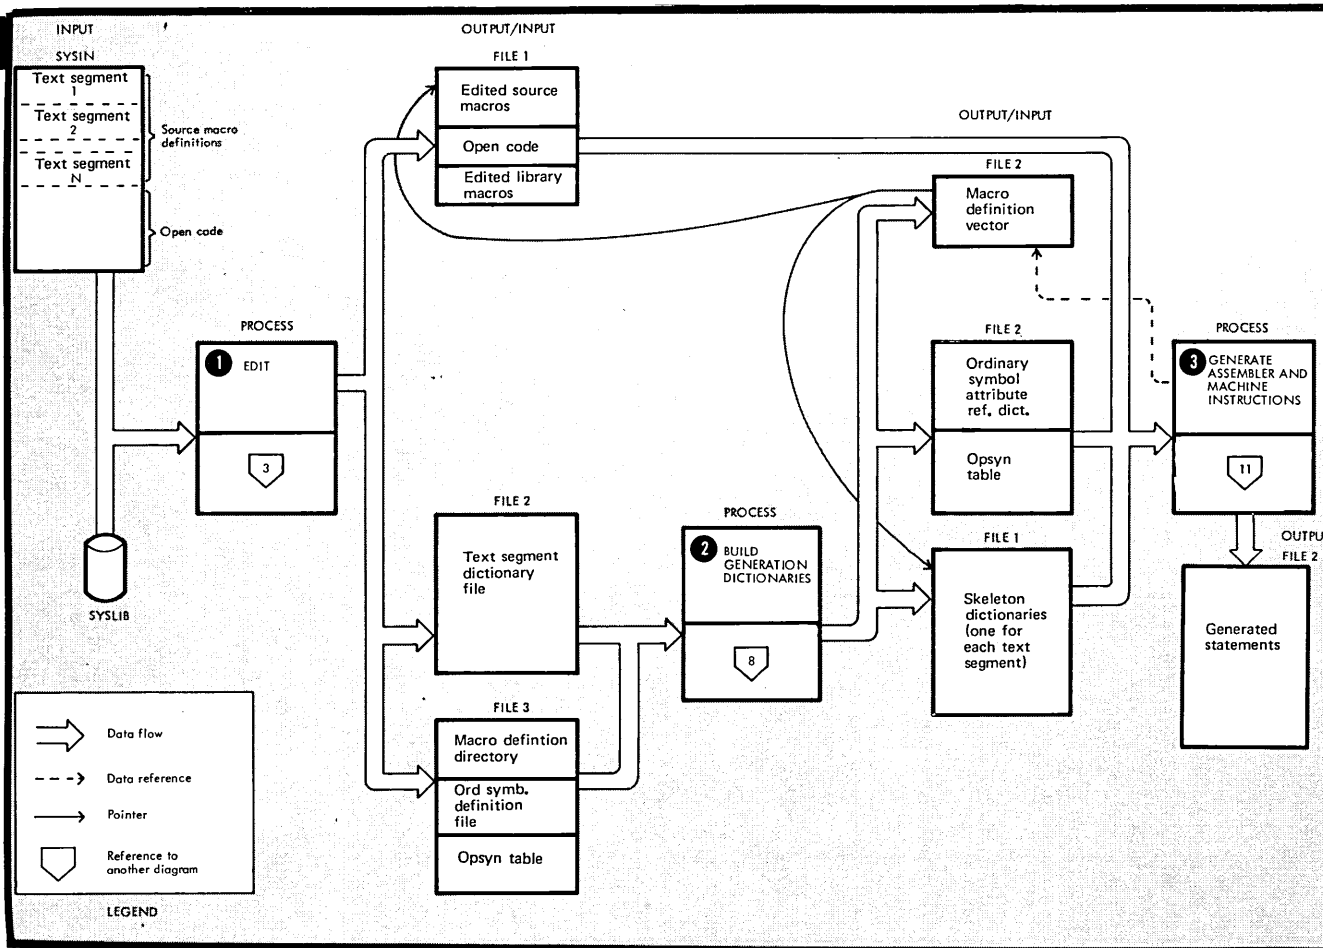 INPUT
SYSIN
Text segment
1
Text segment
2
Text segment
N
Source macro
definitions
Open code
SYSLIB
PROCESS
1 EDIT
3
OUTPUT/INPUT
FILE 1
Edited source
macros
Open code
Edited library
macros
FILE 2
Text segment
dictionary
file
FILE 3
Macro defintion
directory
Ord symb.
definition
file
Opsyn table
PROCESS
2 BUILD
GENERATION
DICTIONARIES
8
OUTPUT/INPUT
FILE 2
Macro
definition
vector
FILE 2
Ordinary
symbol
attribute
ref. dict.
Opsyn
table
FILE 1
Skeleton
dictionaries
(one for
each text
segment)
PROCESS
3 GENERATE
ASSEMBLER AND
MACHINE
INSTRUCTIONS
11
OUTPU
FILE 2
Generated
statements
Data flow
Data reference
Pointer
Reference to
another diagram
LEGEND